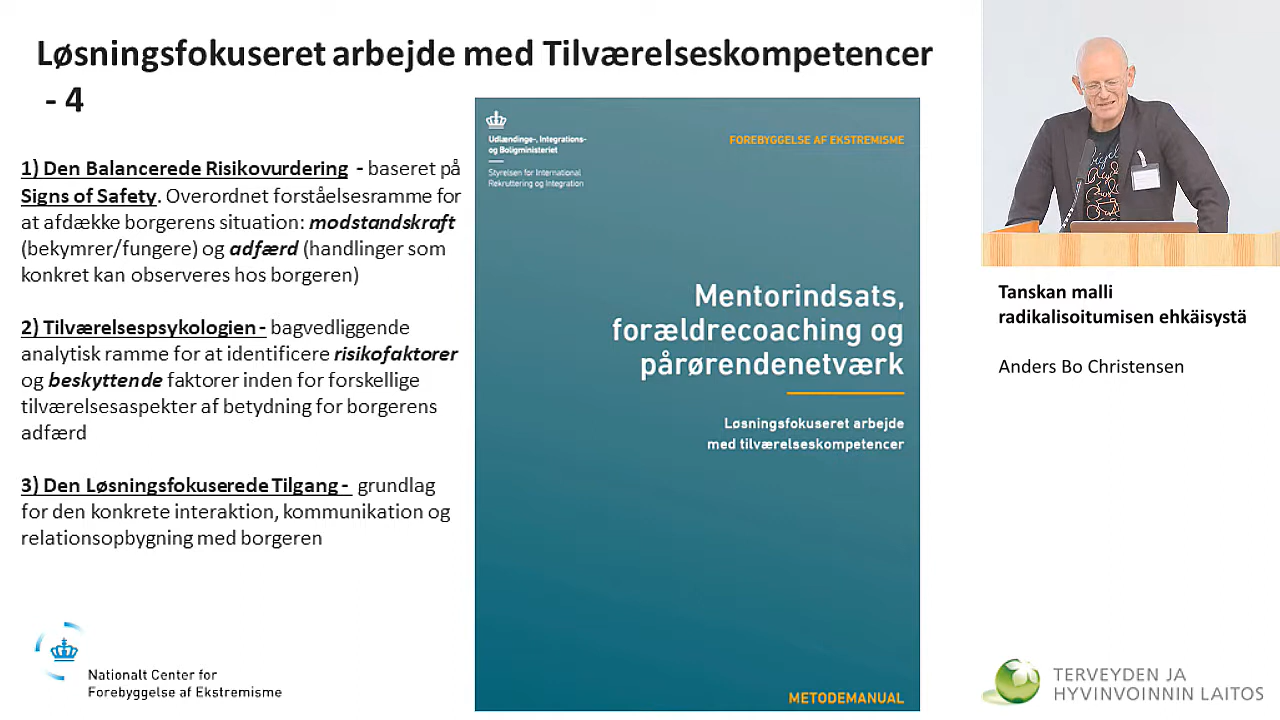 Løsningsfokuseret arbejde med Tilværelseskompetencer
- 4
1) Den Balancerede Risikovurdering - baseret på
Signs of Safety. Overordnet forståelsesramme for
at afdække borgerens situation: modstandskraft
(bekymrer/fungere) og adfærd (handlinger som
konkret kan observeres hos borgeren)
2) Tilværelsespsykologien - bagvedliggende
analytisk ramme for at identificere risikofaktorer
og beskyttende faktorer inden for forskellige
tilværelsesaspekter af betydning for borgerens
adfærd
3) Den Løsningsfokuserede Tilgang - grundlag
for den konkrete interaktion, kommunikation og
relationsopbygning med borgeren
Nationalt Center for
Forebyggelse af Ekstremisme
Udlændinge-, Integrations-
og Boligministeriet
Styrelsen for International
Rekruttering og Integration
FOREBYGGELSE AF EKSTREMISME
Mentorindsats,
forældrecoaching og
pårørendenetværk
Løsningsfokuseret arbejde
med tilværelseskompetencer
METODEMANUAL
Tanskan malli
radikalisoitumisen ehkäisystä
Anders Bo Christensen
TERVEYDEN JA
HYVINVOINNIN LAITOS